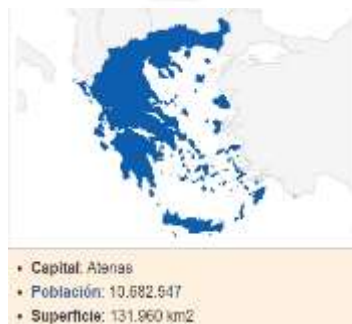 • Capital: Atenas
• Población: 10.682.547
• Superficie: 131.960 km2